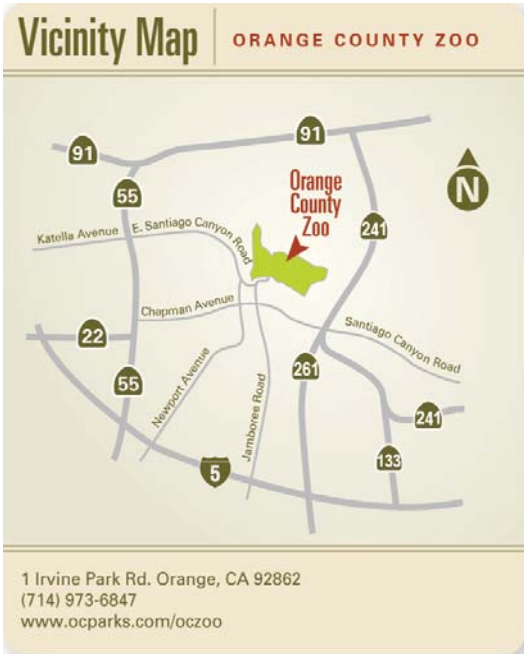 Vicinity Map
ORANGE COUNTY ZOO
91
91
55
Orange
County
Zoo
N
241
Katella Avenue
E. Santiago Canyon Road
Chapman Avenue
Santiago Canyon Road
22
55
Newport Avenue
Jamboree Road
261
241
133
5
1 Irvine Park Rd. Orange, CA 92862
(714) 973-6847
www.ocparks.com/oczoo